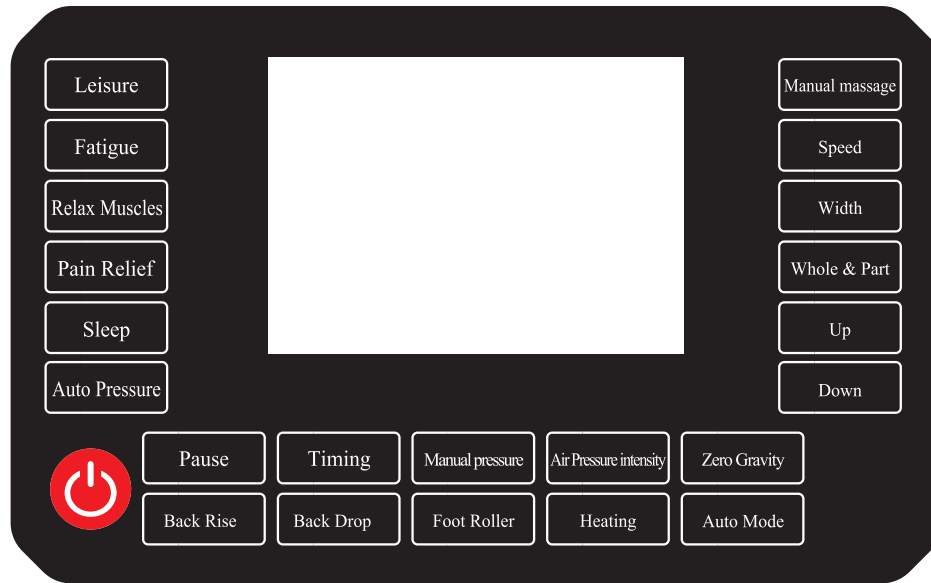 Leisure
Fatigue
Relax Muscles
Pain Relief
Sleep
Auto Pressure
Manual massage
Speed
Width
Whole & Part
Up
Down
Pause
Timing
Manual pressure
Air Pressure intensity
Zero Gravity
Back Rise
Back Drop
Foot Roller
Heating
Auto Mode